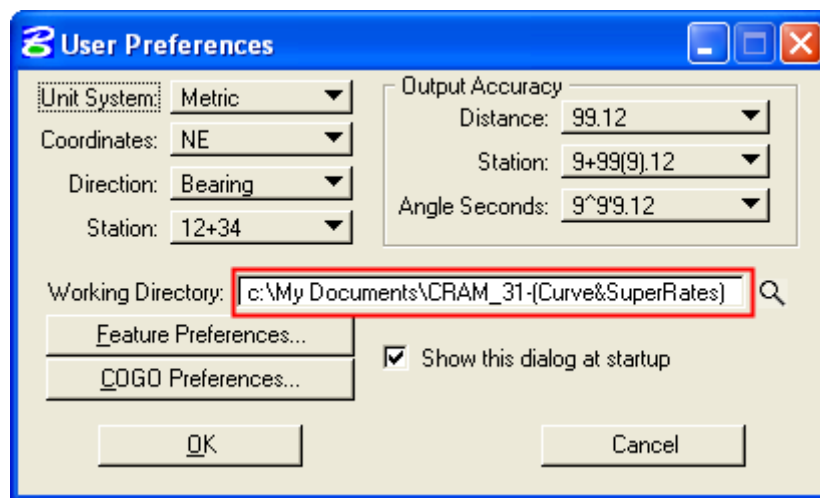 User Preferences
Unit System: Metric
Coordinates: NE
Direction: Bearing
Station: 12+34
Output Accuracy
Distance: 99.12
Station: 9+99(9).12
Angle Seconds: 9^9'9.12
Working Directory: c:\My Documents\CRAM_31-(Curve&SuperRates)
Feature Preferences...
COGO Preferences...
Show this dialog at startup
OK Cancel